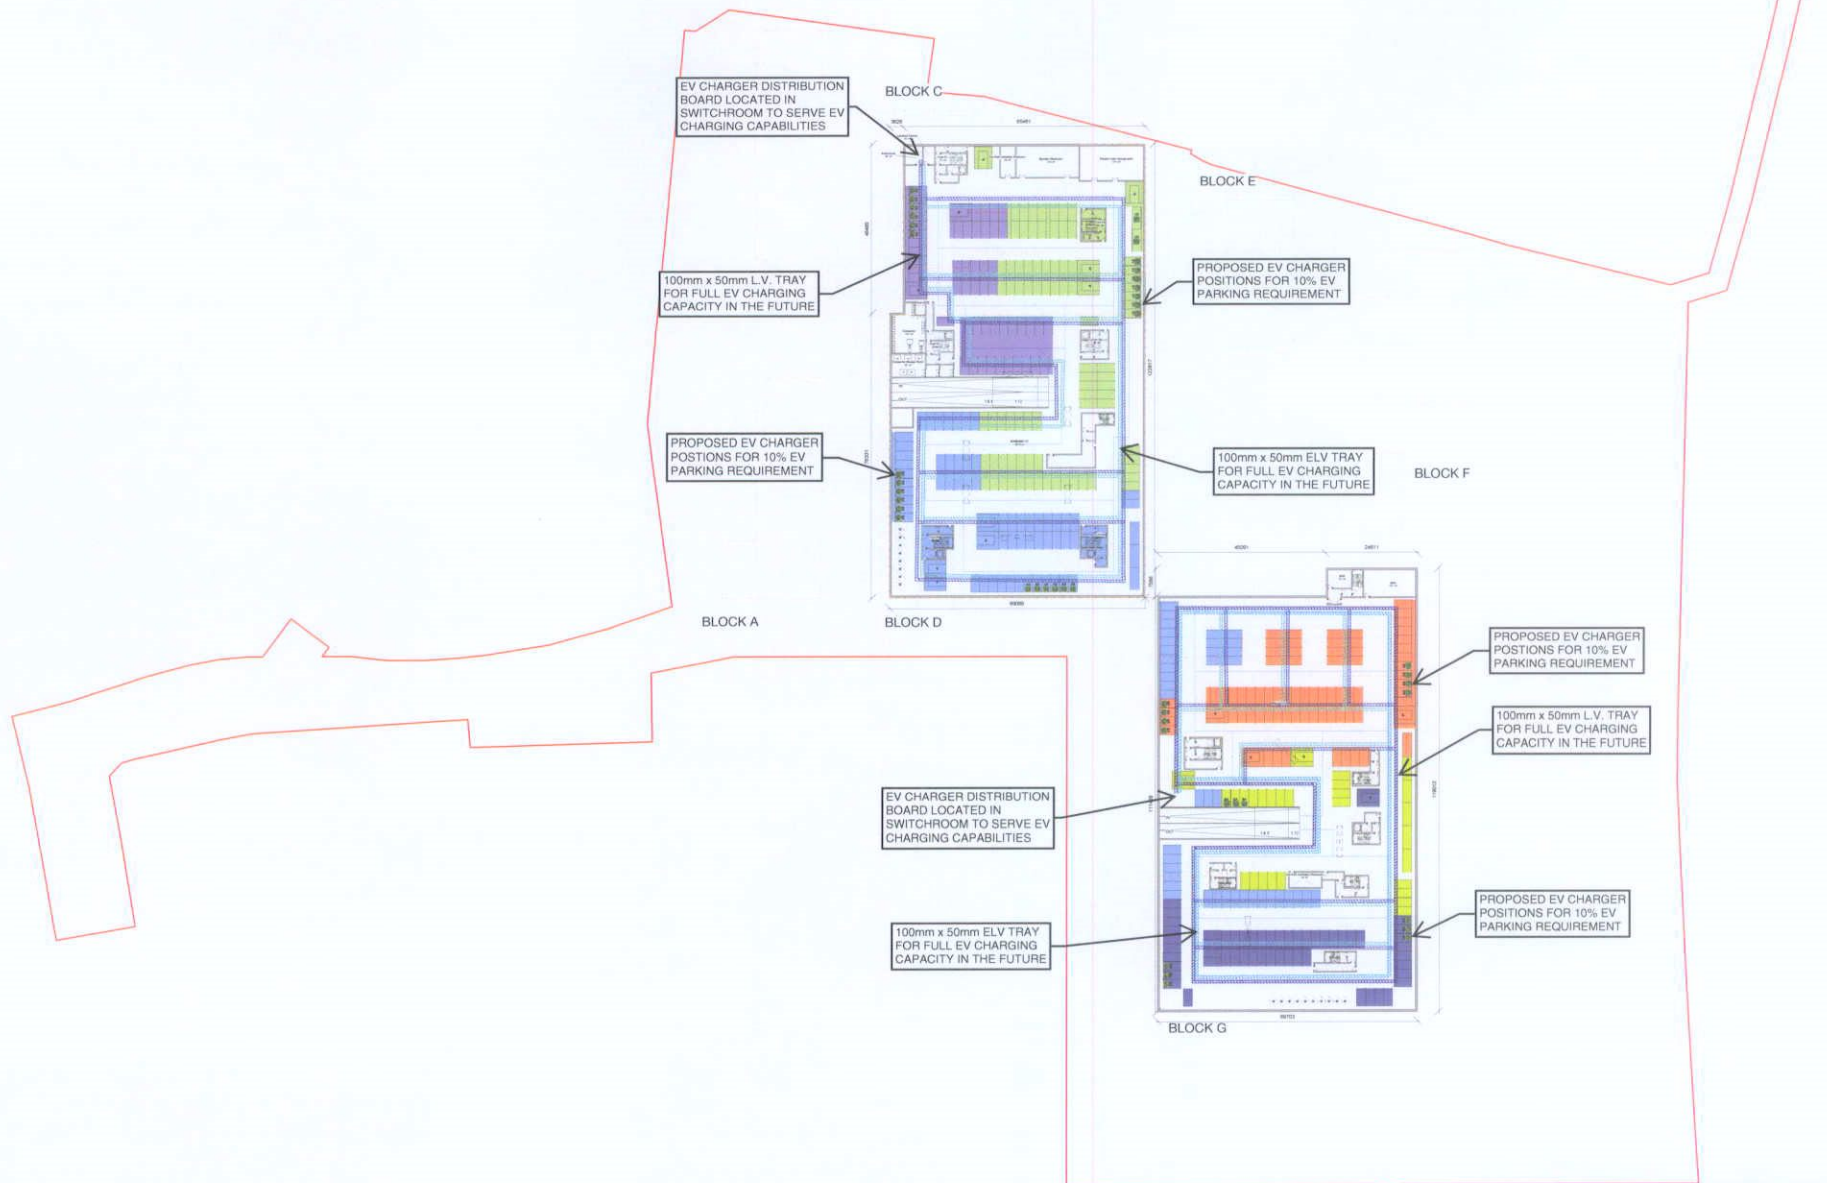 EV CHARGER DISTRIBUTION
BOARD LOCATED IN
SWITCHROOM TO SERVE EV
CHARGING CAPABILITIES
BLOCK C
BLOCK E
100mm x 50mm L.V. TRAY
FOR FULL EV CHARGING
CAPACITY IN THE FUTURE
PROPOSED EV CHARGER
POSITIONS FOR 10% EV
PARKING REQUIREMENT
PROPOSED EV CHARGER
POSTIONS FOR 10% EV
PARKING REQUIREMENT
100mm x 50mm ELV TRAY
FOR FULL EV CHARGING
CAPACITY IN THE FUTURE
BLOCK F
BLOCK A
BLOCK D
PROPOSED EV CHARGER
POSTIONS FOR 10% EV
PARKING REQUIREMENT
100mm x 50mm L.V. TRAY
FOR FULL EV CHARGING
CAPACITY IN THE FUTURE
EV CHARGER DISTRIBUTION
BOARD LOCATED IN
SWITCHROOM TO SERVE EV
CHARGING CAPABILITIES
PROPOSED EV CHARGER
POSITIONS FOR 10% EV
PARKING REQUIREMENT
100mm x 50mm ELV TRAY
FOR FULL EV CHARGING
CAPACITY IN THE FUTURE
BLOCK G